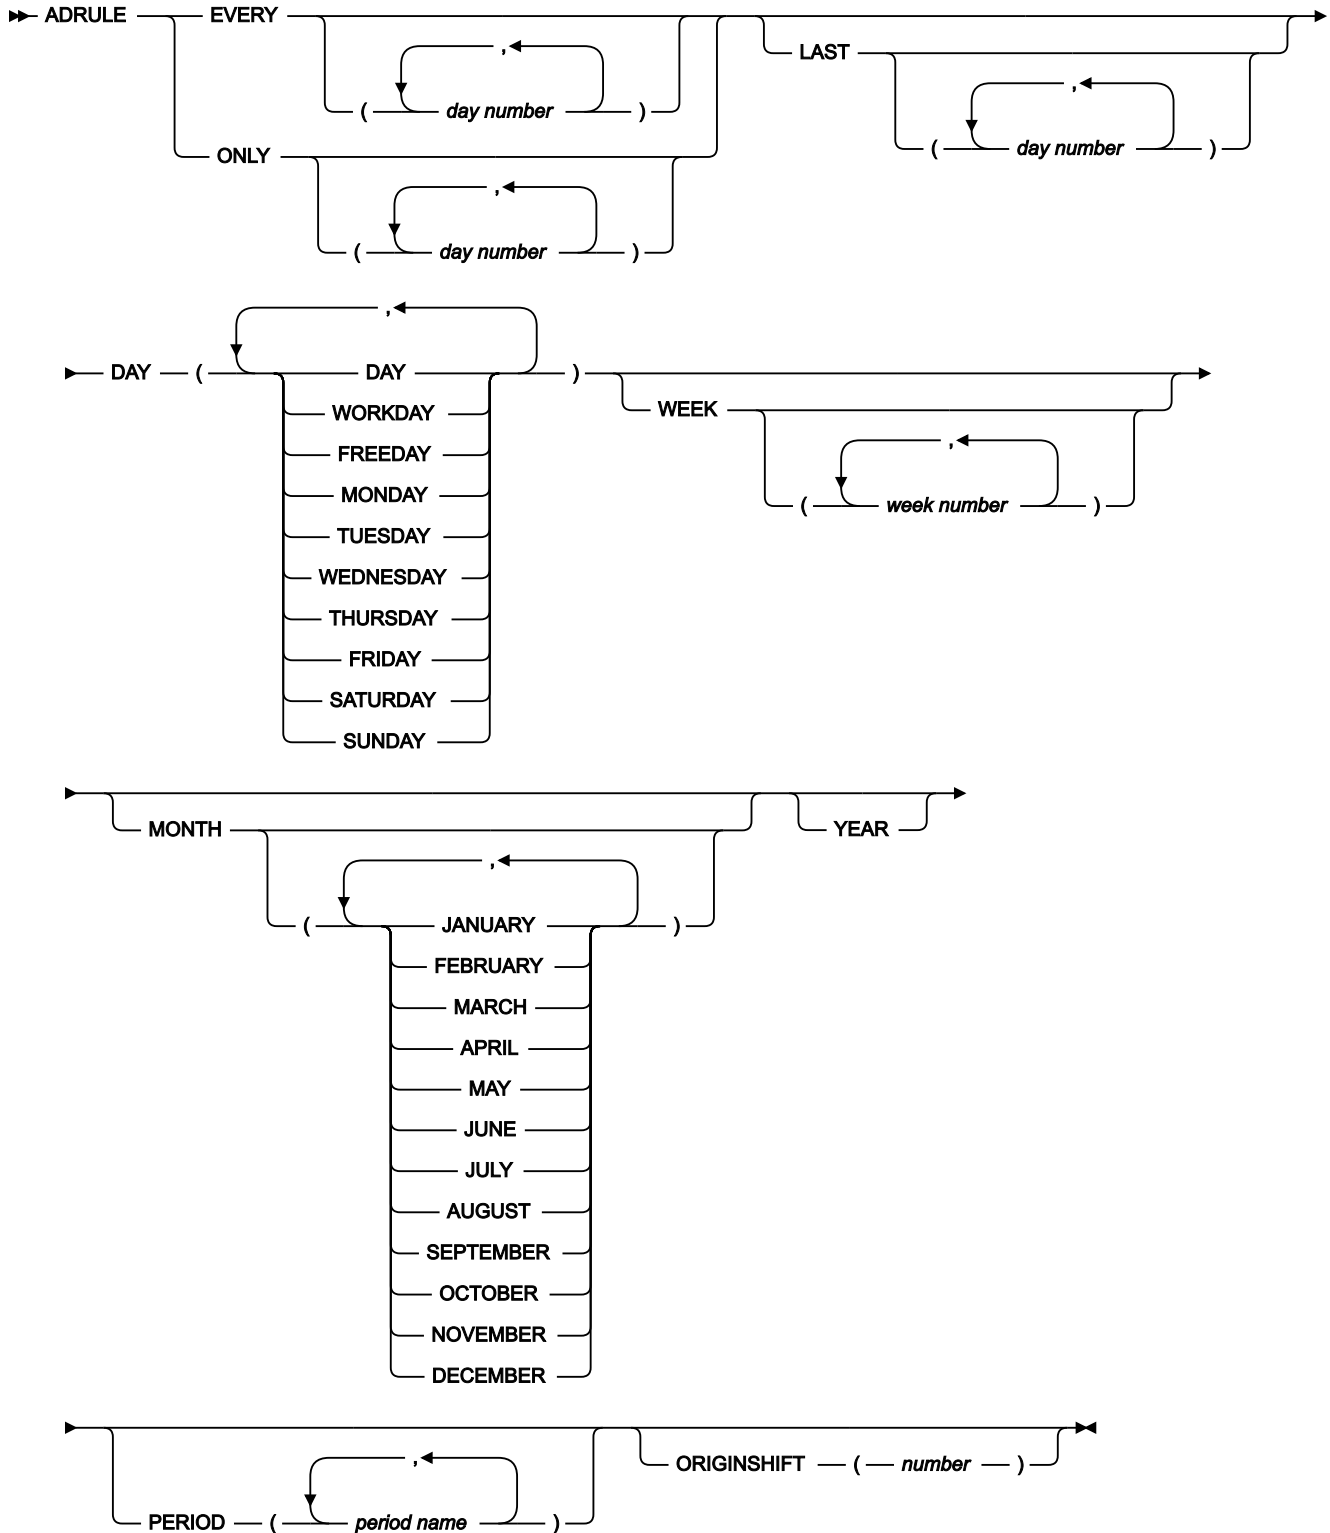 ADRULE EVERY
,
( day number )
LAST
,
( day number )
ONLY
,
( day number )
,
DAY ( DAY )
WORKDAY
FREEDAY
MONDAY
TUESDAY
WEDNESDAY
THURSDAY
FRIDAY
SATURDAY
SUNDAY
WEEK
,
( week number )
MONTH
,
( JANUARY )
FEBRUARY
MARCH
APRIL
MAY
JUNE
JULY
AUGUST
SEPTEMBER
OCTOBER
NOVEMBER
DECEMBER
YEAR
,
PERIOD ( period name )
ORIGINSHIFT ( number )